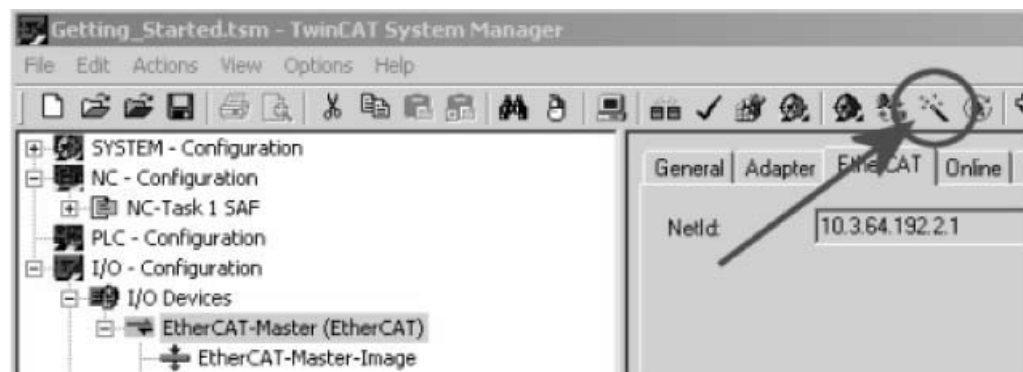 Getting_Started.tsm - TwinCAT System Manager
File Edit Actions View Options Help
SYSTEM - Configuration
NC - Configuration
NC-Task 1 SAF
PLC - Configuration
I/O - Configuration
I/O Devices
EtherCAT-Master (EtherCAT)
EtherCAT-Master-Image
General Adapter EtherCAT Online
NetId: 10.3.64.192.2.1